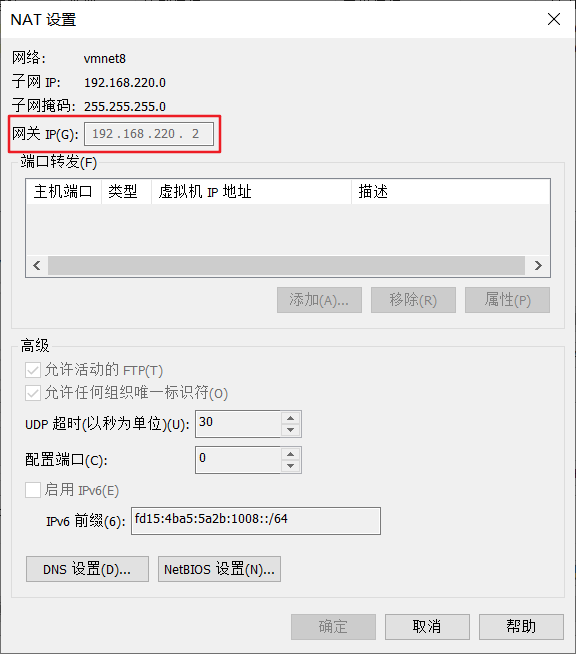 NAT 设置
网络: vmnet8
子网 IP: 192.168.220.0
子网掩码: 255.255.255.0
网关 IP(G): 192 . 168 . 220 . 2
端口转发(F)
主机端口 类型 虚拟机 IP 地址 描述
添加(A)... 移除(R) 属性(P)
高级
允许活动的 FTP(T)
允许任何组织唯一标识符(O)
UDP 超时(以秒为单位)(U): 30
配置端口(C): 0
启用 IPv6(E)
IPv6 前缀(6): fd15:4ba5:5a2b:1008::/64
DNS 设置(D)... NetBIOS 设置(N)...
确定 取消 帮助